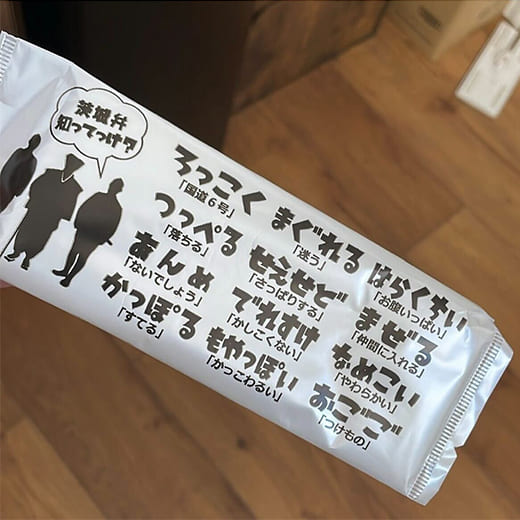 茨城弁
知ってっけ?
ろっこく
「国道6号」
まぐれる
「迷う」
はらくちい
「お腹いっぱい」
つっぺる
「落ちる」
せえせど
「さっぱりする」
まぜる
「仲間に入れる」
あんめ
「ないでしょう」
でれすけ
「かしこくない」
なめこい
「やわらかい」
かっぽる
「すてる」
もやっぽい
「かっこわるい」
おごご
「つけもの」